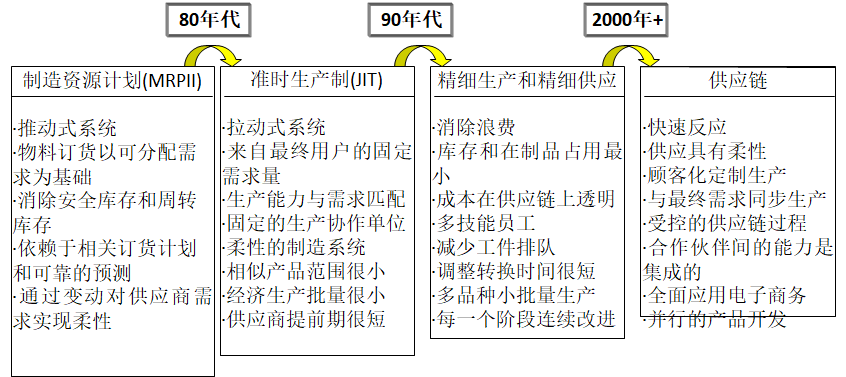 80年代
90年代
2000年+
制造资源计划(MRPII)
·推动式系统
·物料订货以可分配需
求为基础
·消除安全库存和周转
库存
·依赖于相关订货计划
和可靠的预测
·通过变动对供应商需
求实现柔性
准时生产制(JIT)
·拉动式系统
·来自最终用户的固定
需求量
·生产能力与需求匹配
·固定的生产协作单位
·柔性的制造系统
·相似产品范围很小
·经济生产批量很小
·供应商提前期很短
精细生产和精细供应
·消除浪费
·库存和在制品占用最
小
·成本在供应链上透明
·多技能员工
·减少工件排队
·调整转换时间很短
·多品种小批量生产
·每一个阶段连续改进
供应链
·快速反应
·供应具有柔性
·顾客化定制生产
·与最终需求同步生产
·受控的供应链过程
·合作伙伴间的能力是
集成的
·全面应用电子商务
·并行的产品开发